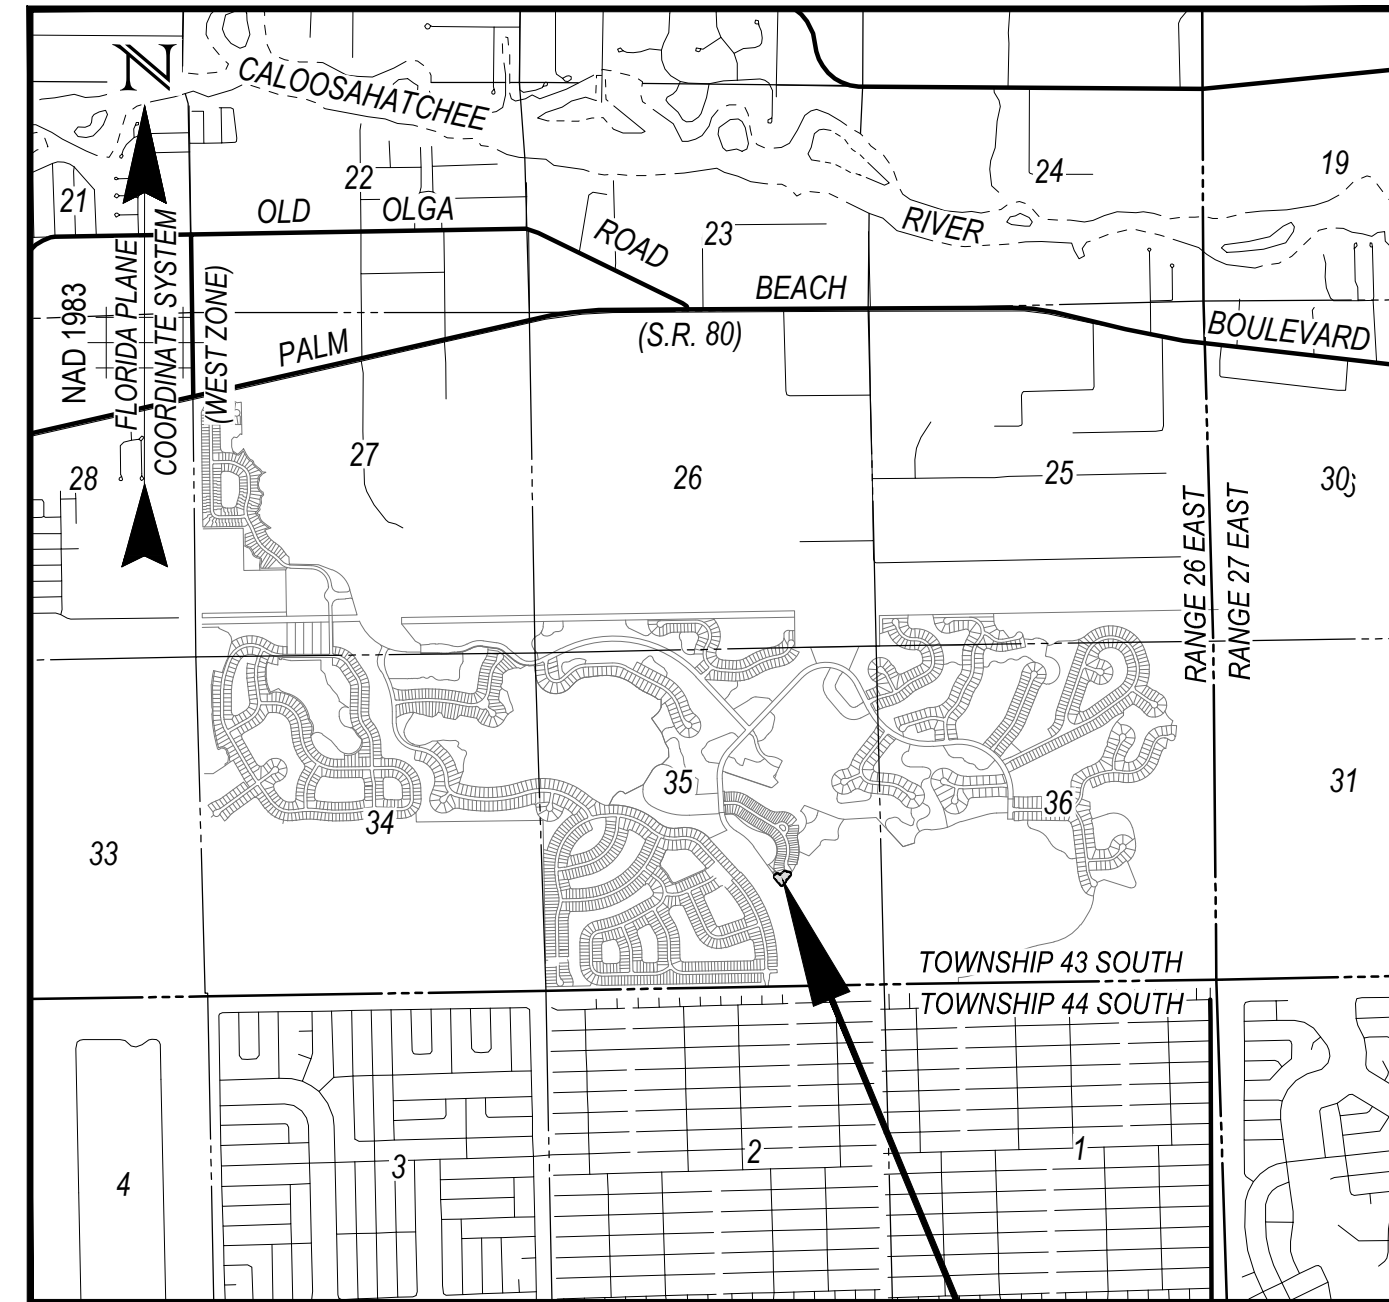 N
CALOOSAHATCHEE
RIVER
19
24
22
21
OLD OLGA ROAD
23
NAD 1983
FLORIDA PLANE
COORDINATE SYSTEM
(WEST ZONE)
PALM BEACH BOULEVARD
(S.R. 80)
28
27
26
25
30
RANGE 26 EAST
RANGE 27 EAST
33
34
35
36
31
TOWNSHIP 43 SOUTH
TOWNSHIP 44 SOUTH
4
3
2
1